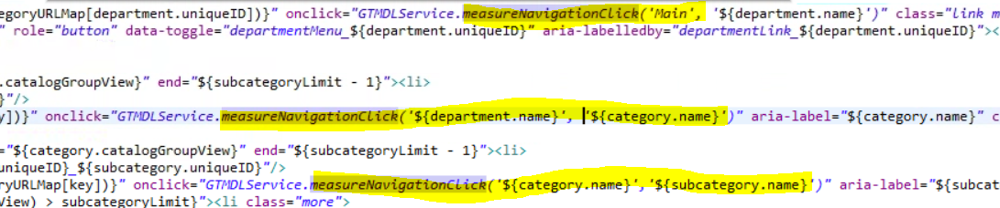 egoryURLMap[department.uniqueID])}" onclick="GTMDLService.measureNavigationClick('Main', '${department.name}')" class="link m
" role="button" data-toggle="departmentMenu_${department.uniqueID}" aria-labelledby="departmentLink_${department.uniqueID}"><
.catalogGroupView}" end="${subcategoryLimit - 1}"><li>
}"/>
y])}" onclick="GTMDLService.measureNavigationClick('${department.name}', '${category.name}')" aria-label="${category.name}" c
="${category.catalogGroupView}" end="${subcategoryLimit - 1}"><li>
uniqueID}_${subcategory.uniqueID}"/>
ryURLMap[key])}" onclick="GTMDLService.measureNavigationClick('${category.name}','${subcategory.name}')" aria-label="${subcat
View) > subcategoryLimit}"><li class="more">